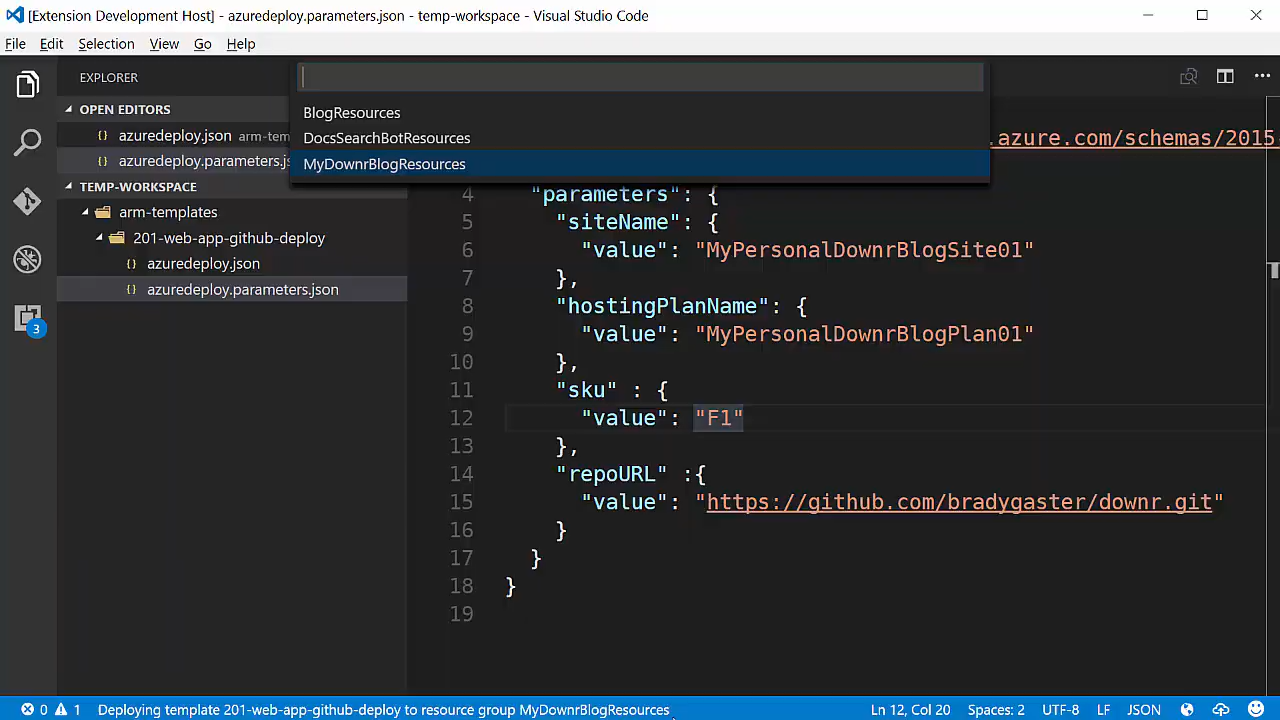 [Extension Development Host] - azuredeploy.parameters.json - temp-workspace - Visual Studio Code
File Edit Selection View Go Help
EXPLORER
OPEN EDITORS
{} azuredeploy.json arm-tem
{} azuredeploy.parameters.js
TEMP-WORKSPACE
arm-templates
201-web-app-github-deploy
{} azuredeploy.json
{} azuredeploy.parameters.json
3
BlogResources
DocsSearchBotResources
MyDownrBlogResources
.azure.com/schemas/2015-
4 "parameters": {
5 "siteName": {
6 "value": "MyPersonalDownrBlogSite01"
7 },
8 "hostingPlanName": {
9 "value": "MyPersonalDownrBlogPlan01"
10 },
11 "sku" : {
12 "value": "F1"
13 },
14 "repoURL" :{
15 "value": "https://github.com/bradygaster/downr.git"
16 }
17 }
18 }
19
0 1 Deploying template 201-web-app-github-deploy to resource group MyDownrBlogResources Ln 12, Col 20 Spaces: 2 UTF-8 LF JSON